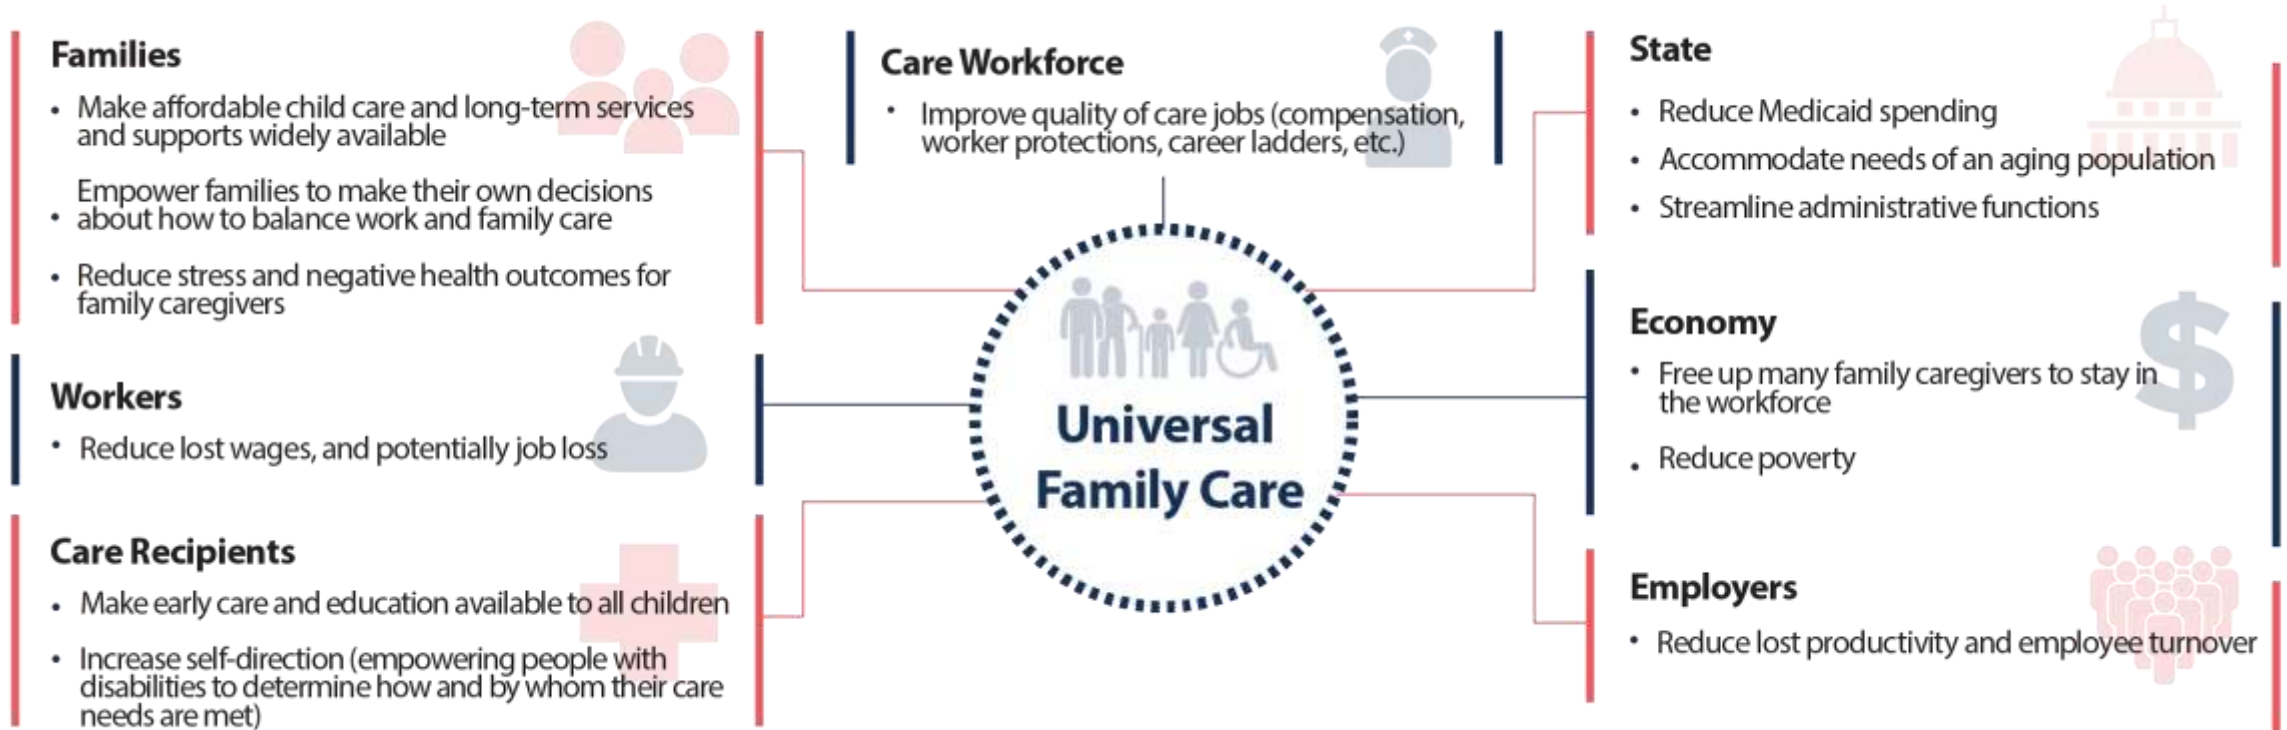 Families
• Make affordable child care and long-term services
and supports widely available
Empower families to make their own decisions
• about how to balance work and family care
• Reduce stress and negative health outcomes for
family caregivers
Workers
• Reduce lost wages, and potentially job loss
Care Recipients
• Make early care and education available to all children
• Increase self-direction (empowering people with
disabilities to determine how and by whom their care
needs are met)
Care Workforce
• Improve quality of care jobs (compensation,
worker protections, career ladders, etc.)
Universal
Family Care
State
• Reduce Medicaid spending
• Accommodate needs of an aging population
• Streamline administrative functions
Economy
• Free up many family caregivers to stay in
the workforce
• Reduce poverty
Employers
• Reduce lost productivity and employee turnover